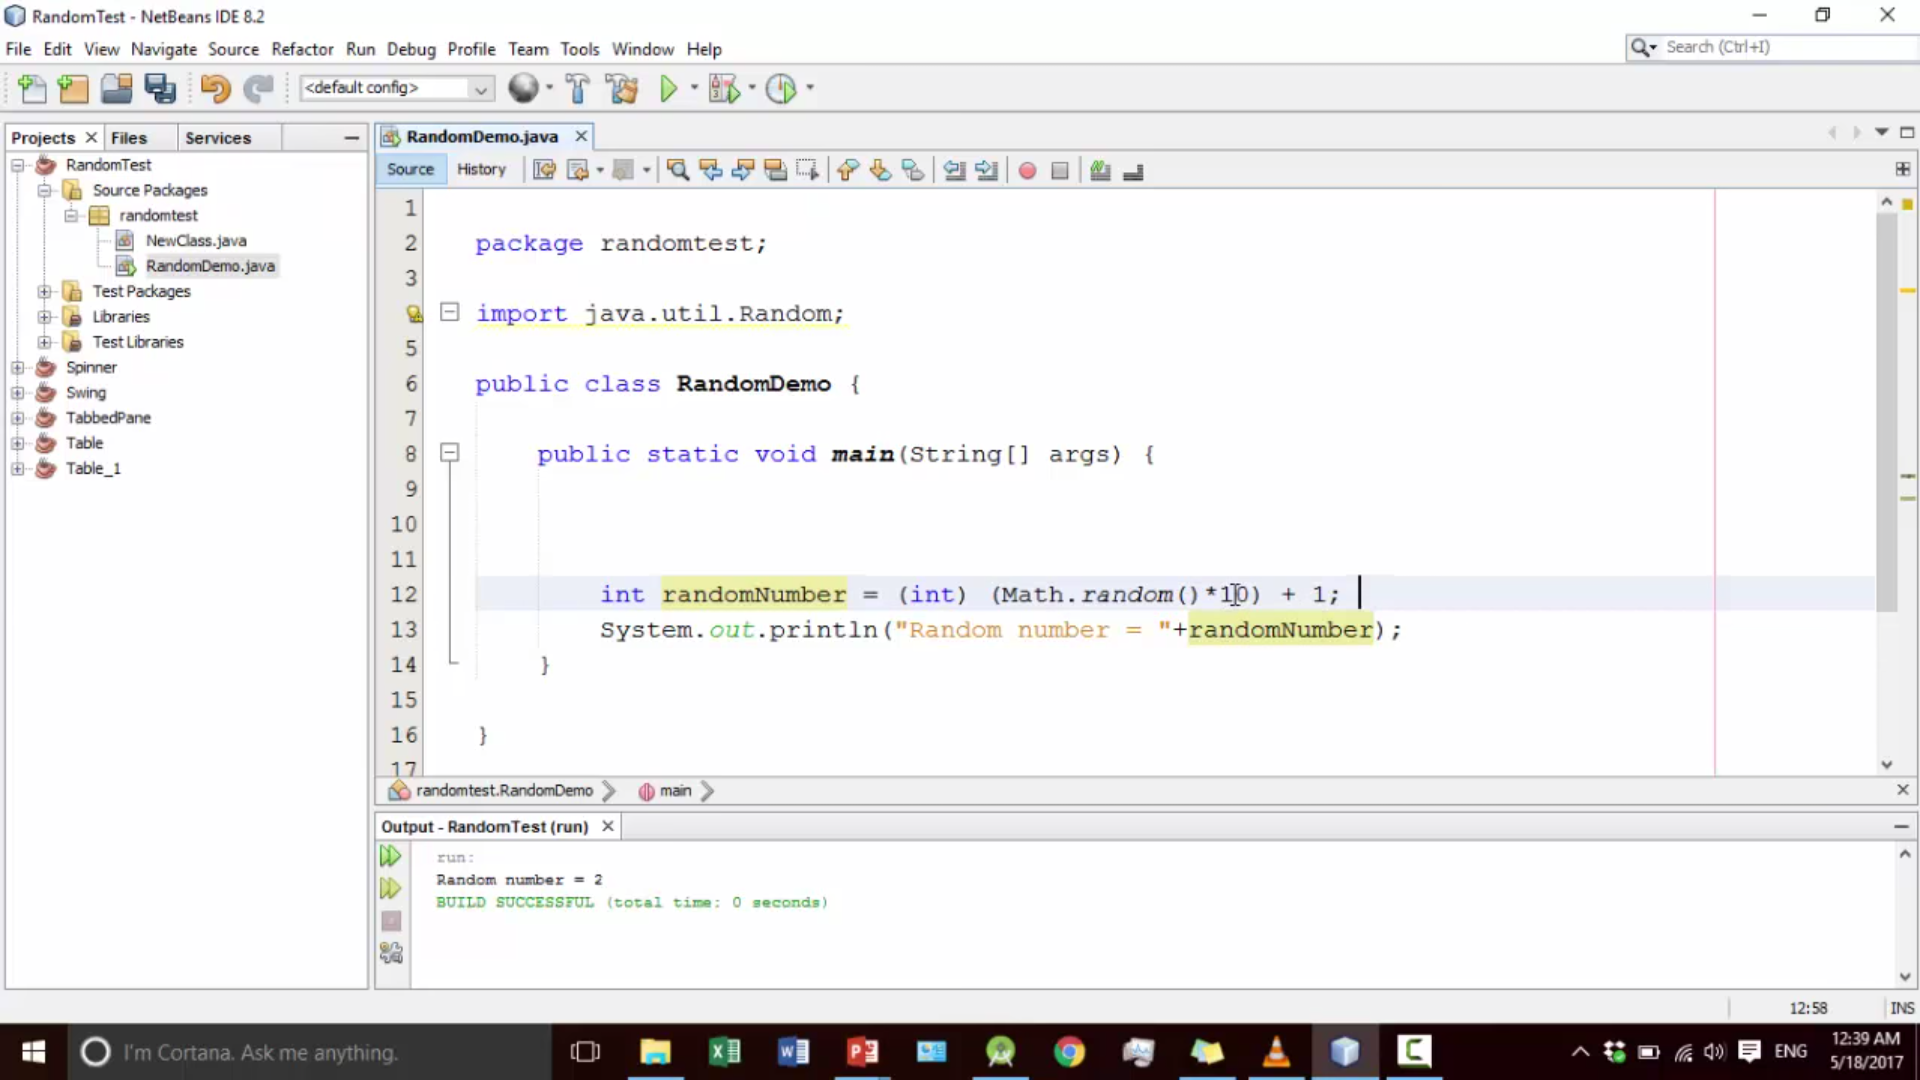 RandomTest - NetBeans IDE 8.2
File Edit View Navigate Source Refactor Run Debug Profile Team Tools Window Help
Search (Ctrl+I)
<default config>
Projects Files Services
RandomTest
Source Packages
randomtest
NewClass.java
RandomDemo.java
Test Packages
Libraries
Test Libraries
Spinner
Swing
TabbedPane
Table
Table_1
RandomDemo.java
Source History
1
2 package randomtest;
3
import java.util.Random;
5
6 public class RandomDemo {
7
8 public static void main(String[] args) {
9
10
11
12 int randomNumber = (int) (Math.random()*10) + 1;
13 System.out.println("Random number = "+randomNumber);
14 }
15
16 }
17
randomtest.RandomDemo main
Output - RandomTest (run)
run:
Random number = 2
BUILD SUCCESSFUL (total time: 0 seconds)
12:58 INS
I'm Cortana. Ask me anything.
ENG
12:39 AM
5/18/2017